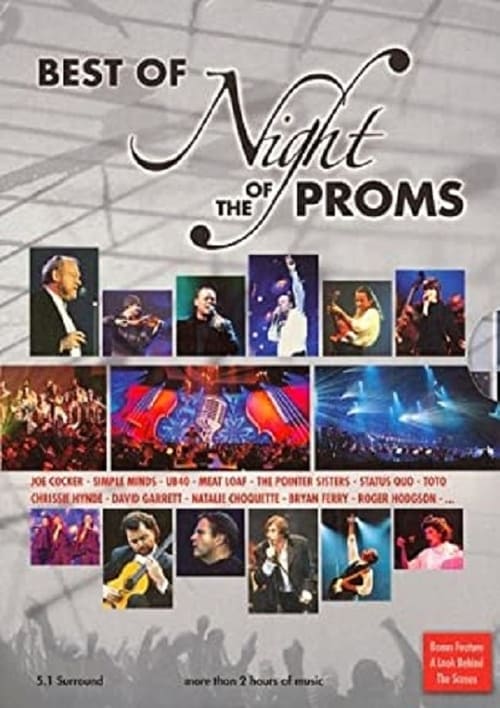 BEST OF
Night
OF
THE PROMS
JOE COCKER - SIMPLE MINDS - UB40 - MEAT LOAF - THE POINTER SISTERS - STATUS QUO - TOTO
CHRISSIE HYNDE - DAVID GARRETT - NATALIE CHOQUETTE - BRYAN FERRY - ROGER HODGSON - ...
Bonus Feature
A Look Behind
The Scenes
5.1 Surround more than 2 hours of music